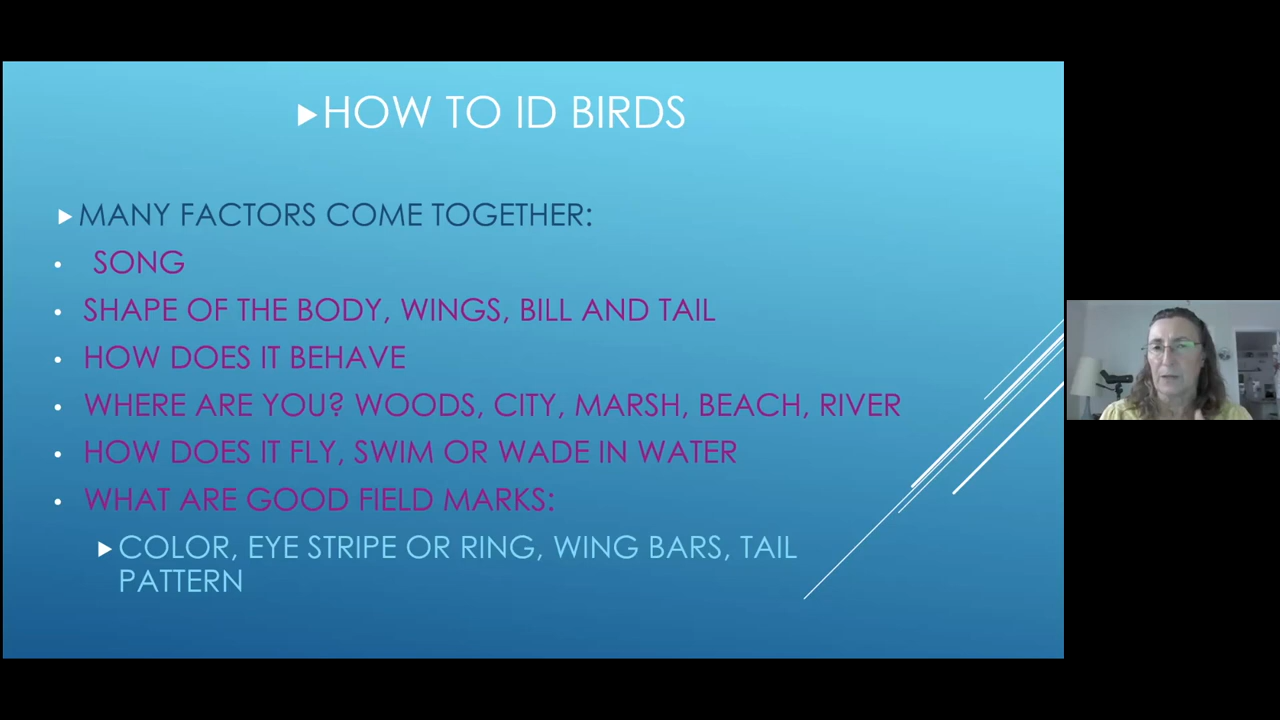 HOW TO ID BIRDS
MANY FACTORS COME TOGETHER:
SONG
SHAPE OF THE BODY, WINGS, BILL AND TAIL
HOW DOES IT BEHAVE
WHERE ARE YOU? WOODS, CITY, MARSH, BEACH, RIVER
HOW DOES IT FLY, SWIM OR WADE IN WATER
WHAT ARE GOOD FIELD MARKS:
COLOR, EYE STRIPE OR RING, WING BARS, TAIL
PATTERN